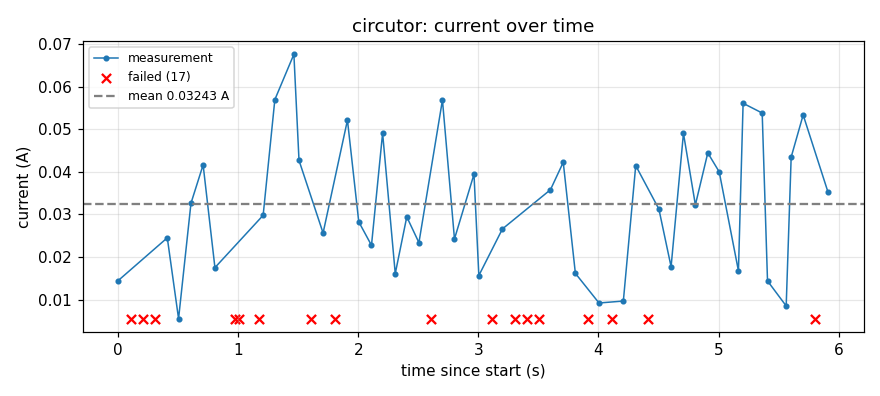 circutor: current over time
current (A)
0.07
0.06
0.05
0.04
0.03
0.02
0.01
measurement
failed (17)
mean 0.03243 A
0 1 2 3 4 5 6
time since start (s)